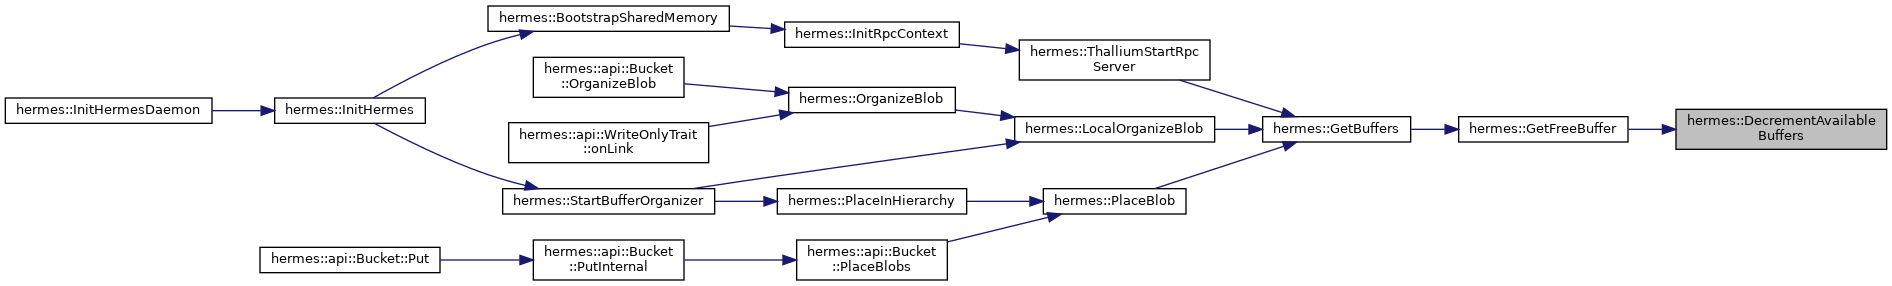 hermes::BootstrapSharedMemory
hermes::InitRpcContext
hermes::ThalliumStartRpc
Server
hermes::api::Bucket
::OrganizeBlob
hermes::OrganizeBlob
hermes::InitHermesDaemon
hermes::InitHermes
hermes::api::WriteOnlyTrait
::onLink
hermes::LocalOrganizeBlob
hermes::GetBuffers
hermes::GetFreeBuffer
hermes::DecrementAvailable
Buffers
hermes::StartBufferOrganizer
hermes::PlaceInHierarchy
hermes::PlaceBlob
hermes::api::Bucket::Put
hermes::api::Bucket
::PutInternal
hermes::api::Bucket
::PlaceBlobs